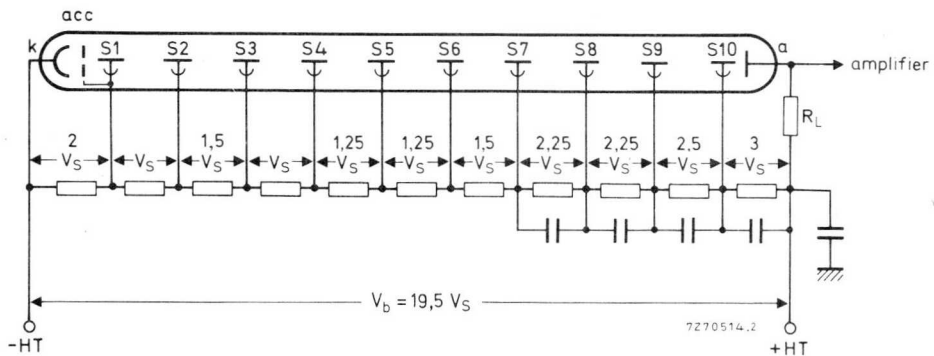 acc
k S1 S2 S3 S4 S5 S6 S7 S8 S9 S10 a
amplifier
R_L
2 V_S V_S 1,5 V_S V_S 1,25 V_S 1,25 V_S 1,5 V_S 2,25 V_S 2,25 V_S 2,5 V_S 3 V_S
V_b = 19,5 V_S
7Z70514.2
-HT +HT